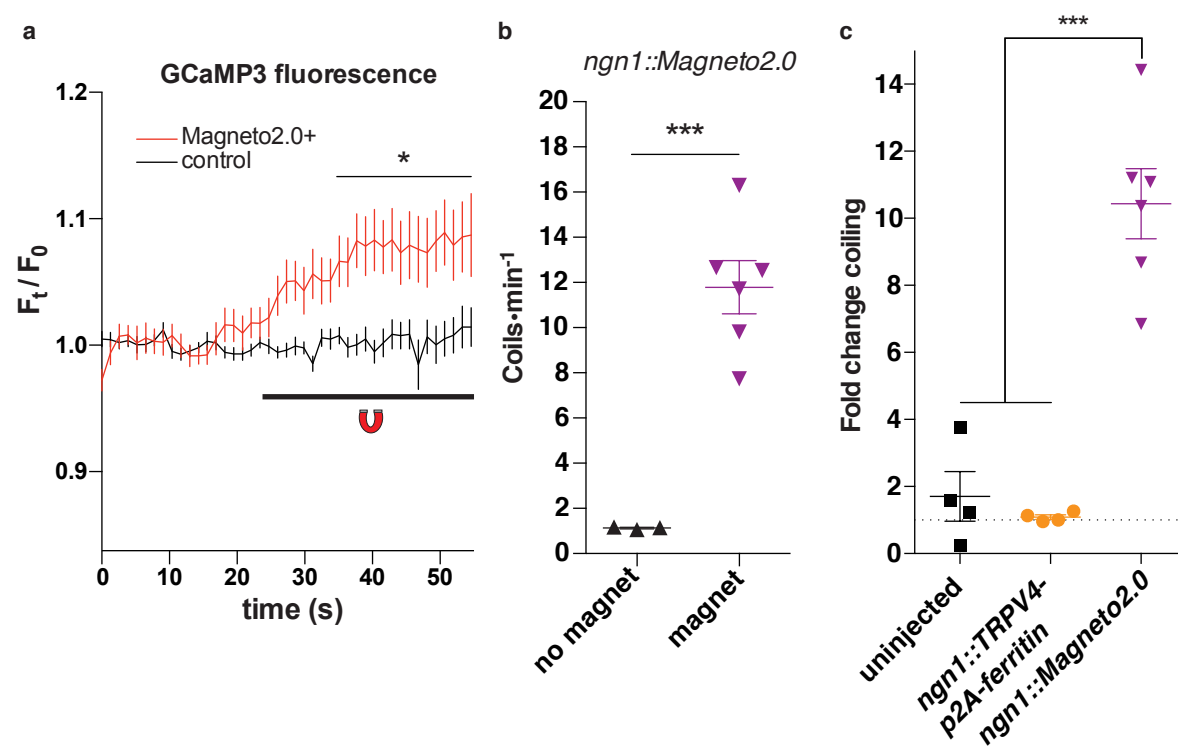 a
GCaMP3 fluorescence
1.2
1.1
1.0
0.9
Ft / F0
Magneto2.0+
control
*
0
10
20
30
40
50
time (s)
b
ngn1::Magneto2.0
20
18
16
14
12
10
8
6
4
2
0
Coils•min-1
***
no magnet
magnet
c
***
14
12
10
8
6
4
2
0
Fold change coiling
uninjected
ngn1::TRPV4-
p2A-ferritin
ngn1::Magneto2.0